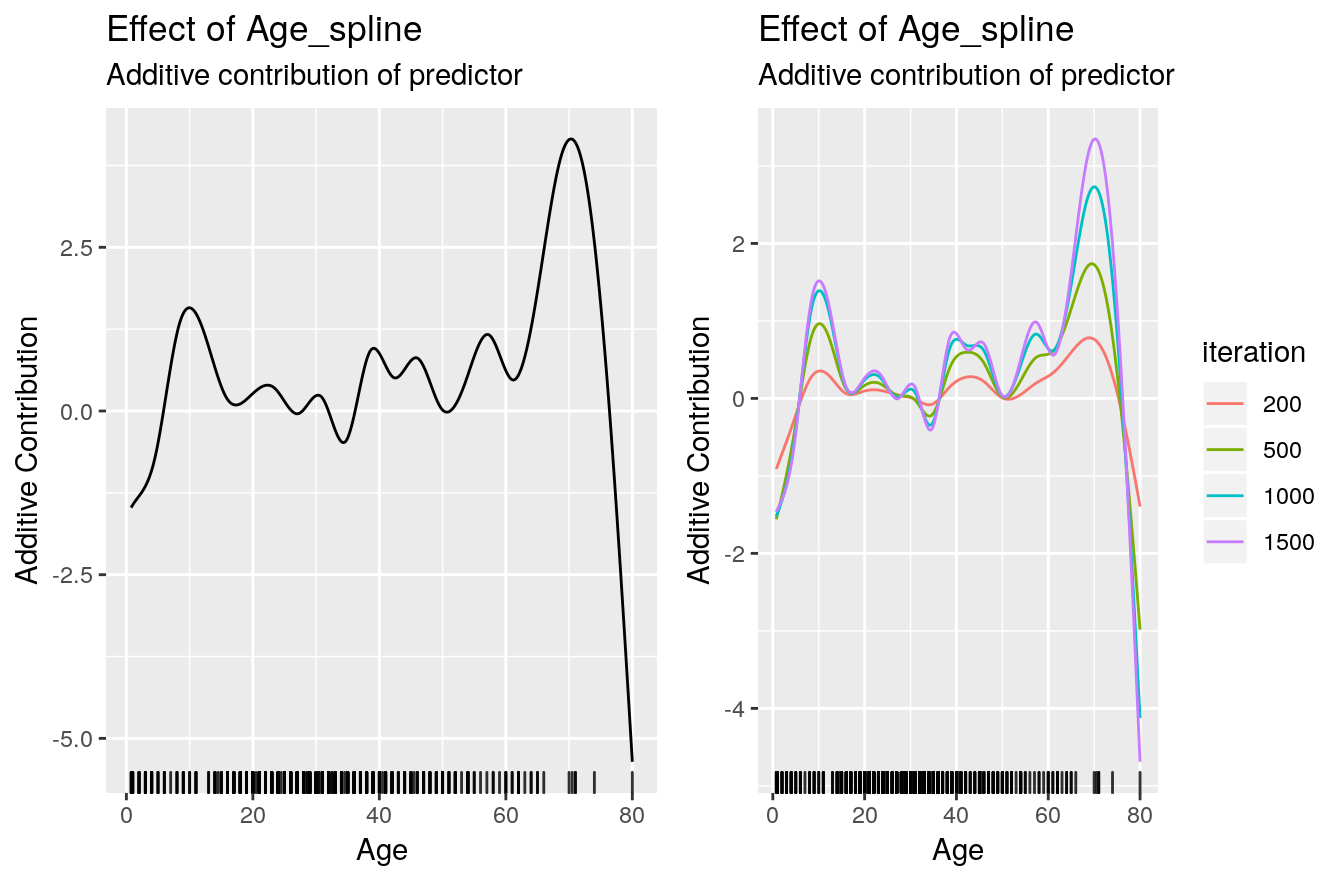 Effect of Age_spline
Additive contribution of predictor
Additive Contribution
2.5
0.0
-2.5
-5.0
0 20 40 60 80
Age
Effect of Age_spline
Additive contribution of predictor
Additive Contribution
2
0
-2
-4
0 20 40 60 80
Age
iteration
200
500
1000
1500